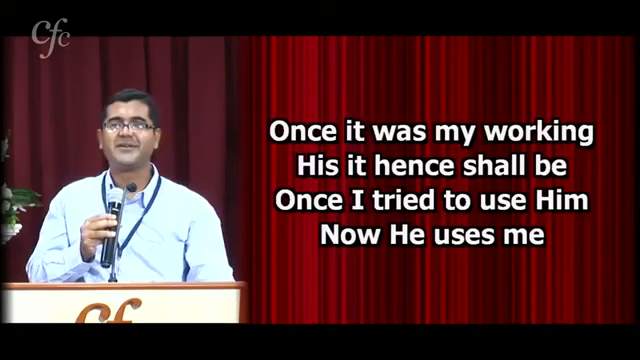 cfc
Once it was my working
His it hence shall be
Once I tried to use Him
Now He uses me
cfc